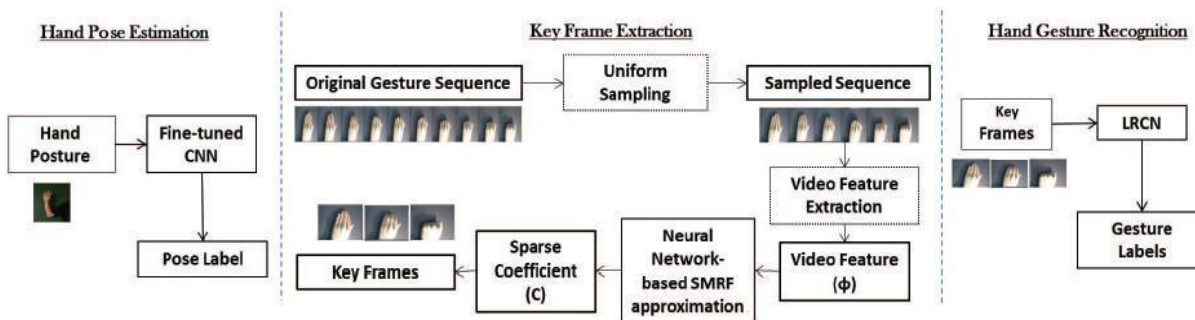 Hand Pose Estimation
Hand
Posture
Fine-tuned
CNN
Pose Label
Key Frame Extraction
Original Gesture Sequence
Uniform
Sampling
Sampled Sequence
Video Feature
Extraction
Video Feature
(ϕ)
Neural
Network-
based SMRF
approximation
Sparse
Coefficient
(C)
Key Frames
Hand Gesture Recognition
Key
Frames
LRCN
Gesture
Labels